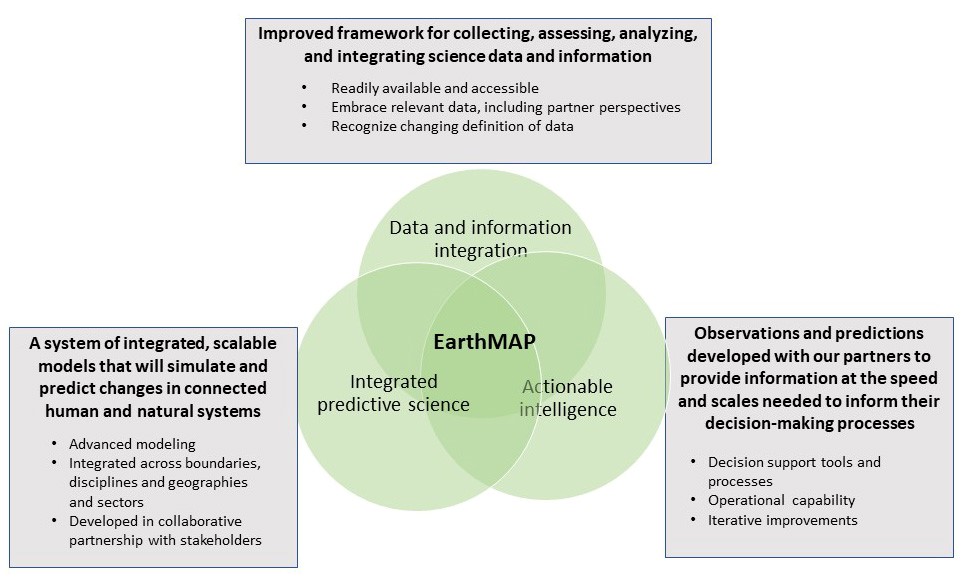 Improved framework for collecting, assessing, analyzing,
and integrating science data and information
• Readily available and accessible
• Embrace relevant data, including partner perspectives
• Recognize changing definition of data
Data and information
integration
EarthMAP
Integrated
predictive science
Actionable
intelligence
A system of integrated, scalable
models that will simulate and
predict changes in connected
human and natural systems
• Advanced modeling
• Integrated across boundaries,
disciplines and geographies
and sectors
• Developed in collaborative
partnership with stakeholders
Observations and predictions
developed with our partners to
provide information at the speed
and scales needed to inform their
decision-making processes
• Decision support tools and
processes
• Operational capability
• Iterative improvements